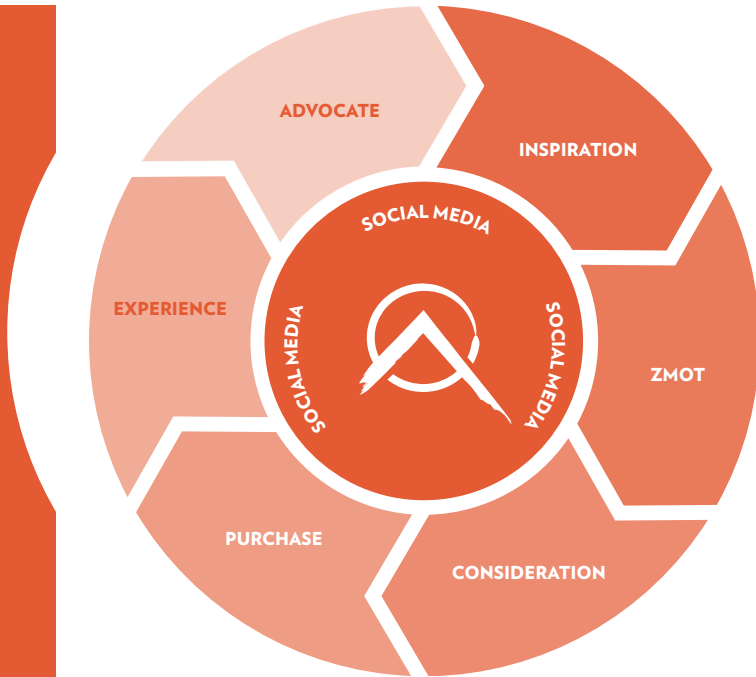 ADVOCATE
INSPIRATION
SOCIAL MEDIA
EXPERIENCE
SOCIAL MEDIA
SOCIAL MEDIA
ZMOT
PURCHASE
CONSIDERATION